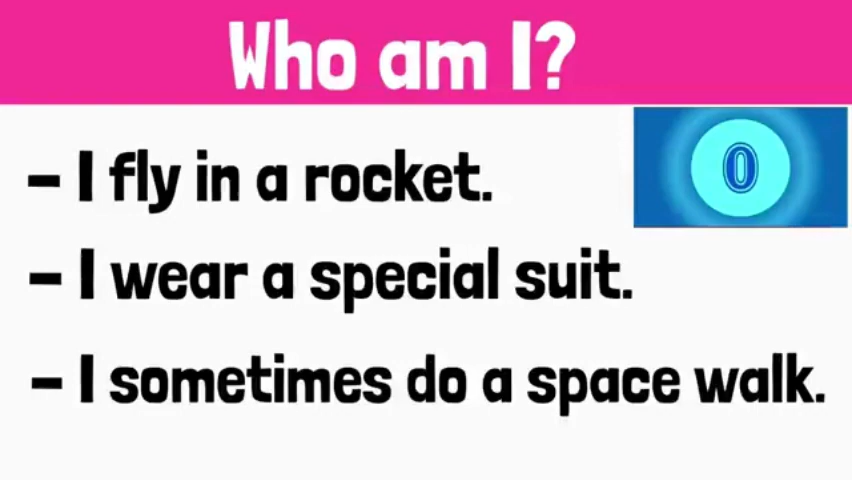 Who am I?
0
– I fly in a rocket.
– I wear a special suit.
– I sometimes do a space walk.